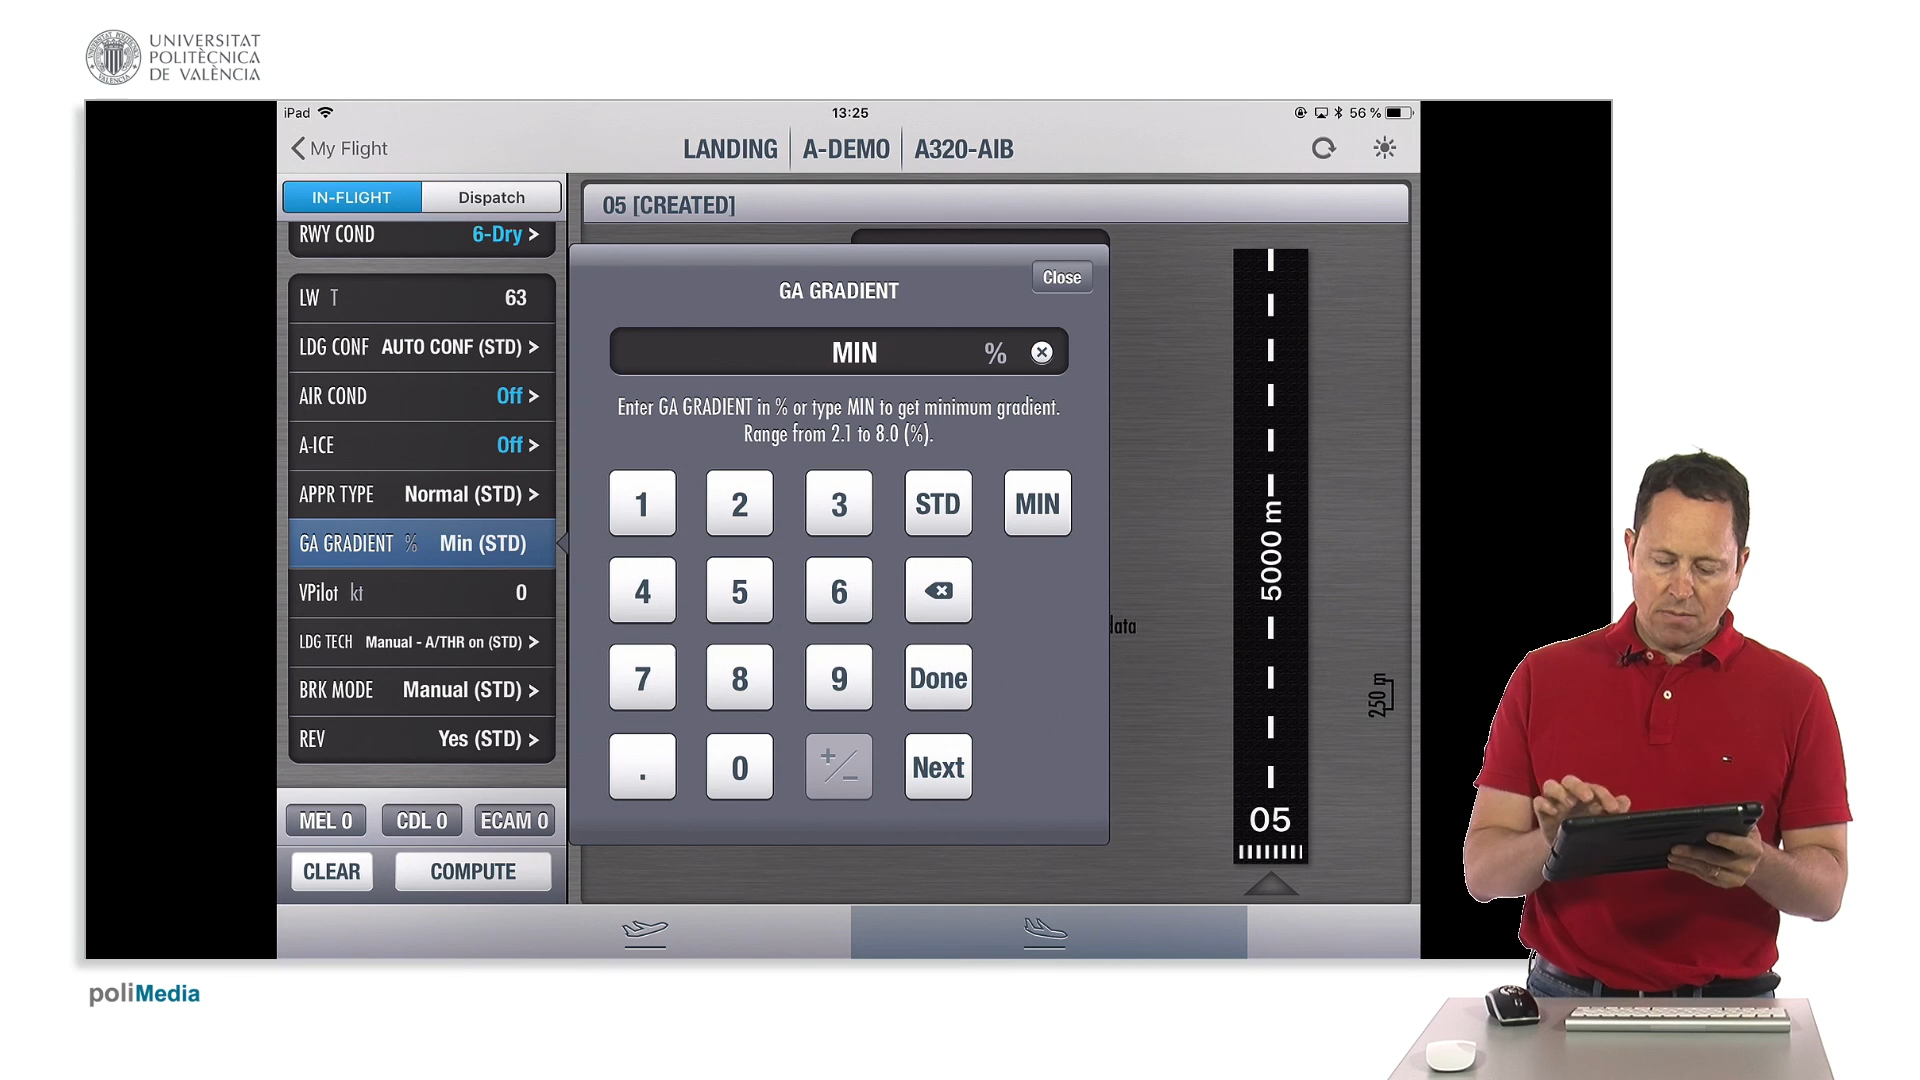 UNIVERSITAT
POLITÈCNICA
DE VALÈNCIA
iPad 13:25 56 %
My Flight
LANDING A-DEMO A320-AIB
IN-FLIGHT Dispatch
05 [CREATED]
RWY COND 6-Dry >
LW T 63
LDG CONF AUTO CONF (STD) >
AIR COND Off >
A-ICE Off >
APPR TYPE Normal (STD) >
GA GRADIENT % Min (STD)
VPilot kt 0
LDG TECH Manual - A/THR on (STD) >
BRK MODE Manual (STD) >
REV Yes (STD) >
MEL 0 CDL 0 ECAM 0
CLEAR COMPUTE
GA GRADIENT
Close
MIN %
Enter GA GRADIENT in % or type MIN to get minimum gradient.
Range from 2.1 to 8.0 (%).
1 2 3 STD MIN
4 5 6
7 8 9 Done
. 0 +/- Next
data
5000 m
250 m
05
poliMedia